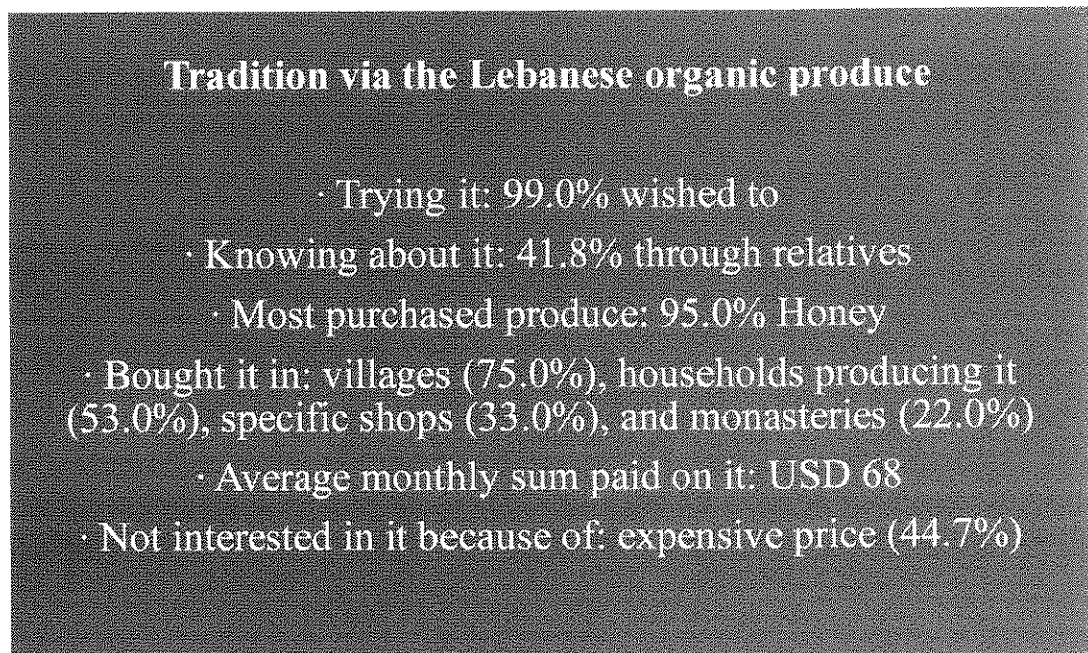 Tradition via the Lebanese organic produce
· Trying it: 99.0% wished to
· Knowing about it: 41.8% through relatives
· Most purchased produce: 95.0% Honey
· Bought it in: villages (75.0%), households producing it
(53.0%), specific shops (33.0%), and monasteries (22.0%)
· Average monthly sum paid on it: USD 68
· Not interested in it because of: expensive price (44.7%)